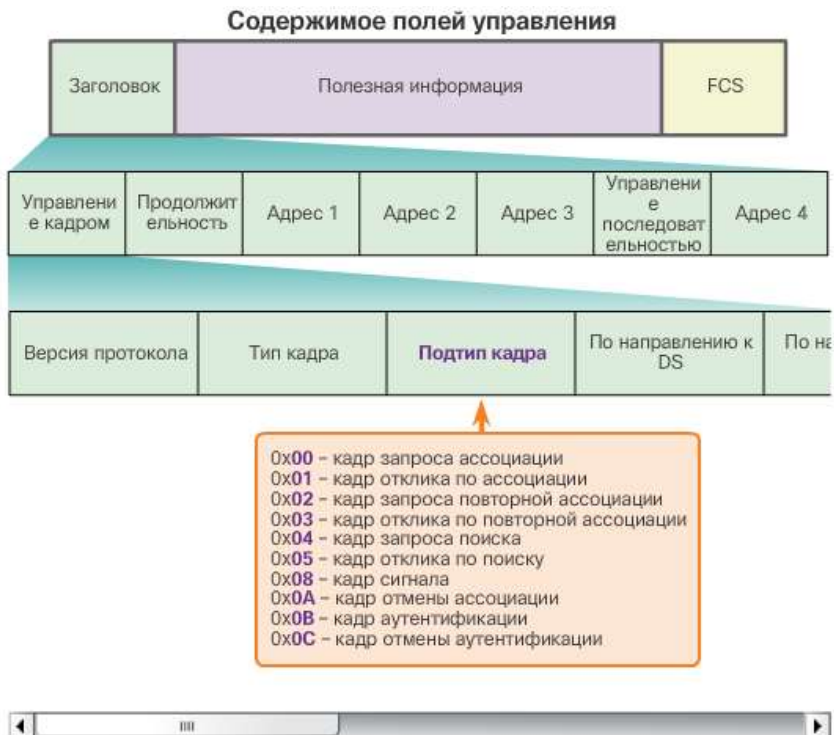 Содержимое полей управления
Заголовок
Полезная информация
FCS
Управлени
е кадром
Продолжит
ельность
Адрес 1
Адрес 2
Адрес 3
Управлени
е
последоват
ельностью
Адрес 4
Версия протокола
Тип кадра
Подтип кадра
По направлению к
DS
По на
0x00 – кадр запроса ассоциации
0x01 – кадр отклика по ассоциации
0x02 – кадр запроса повторной ассоциации
0x03 – кадр отклика по повторной ассоциации
0x04 – кадр запроса поиска
0x05 – кадр отклика по поиску
0x08 – кадр сигнала
0x0A – кадр отмены ассоциации
0x0B – кадр аутентификации
0x0C – кадр отмены аутентификации